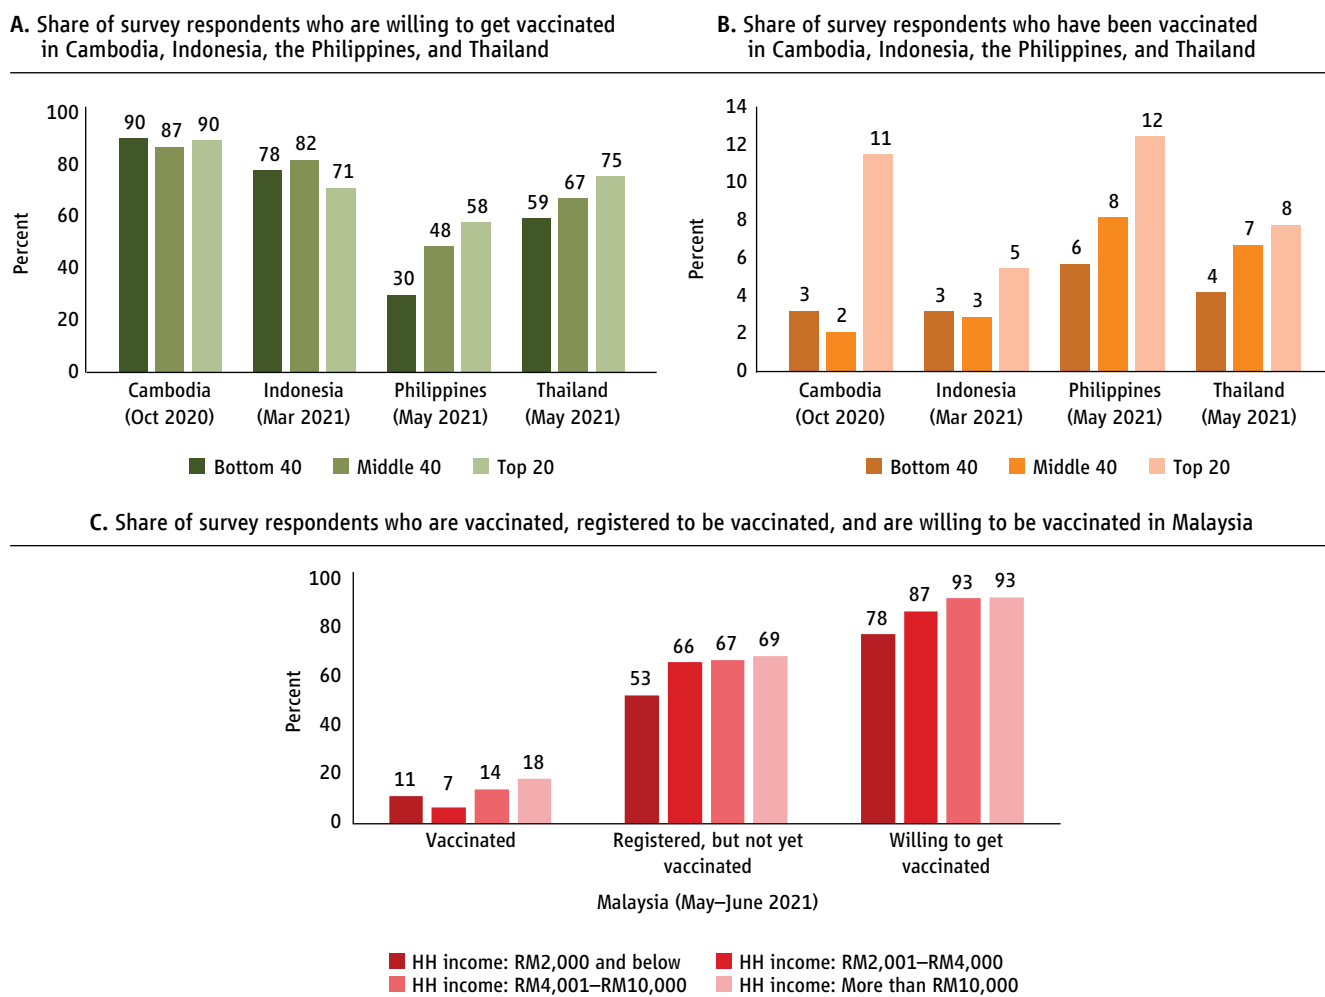 A. Share of survey respondents who are willing to get vaccinated
in Cambodia, Indonesia, the Philippines, and Thailand
Percent
100
80
60
40
20
0
90
87
90
78
82
71
30
48
58
59
67
75
Cambodia
(Oct 2020)
Indonesia
(Mar 2021)
Philippines
(May 2021)
Thailand
(May 2021)
Bottom 40
Middle 40
Top 20
B. Share of survey respondents who have been vaccinated
in Cambodia, Indonesia, the Philippines, and Thailand
Percent
14
12
10
8
6
4
2
0
3
2
11
3
3
5
6
8
12
4
7
8
Cambodia
(Oct 2020)
Indonesia
(Mar 2021)
Philippines
(May 2021)
Thailand
(May 2021)
Bottom 40
Middle 40
Top 20
C. Share of survey respondents who are vaccinated, registered to be vaccinated, and are willing to be vaccinated in Malaysia
Percent
100
80
60
40
20
0
11
7
14
18
53
66
67
69
78
87
93
93
Vaccinated
Registered, but not yet
vaccinated
Willing to get
vaccinated
Malaysia (May–June 2021)
HH income: RM2,000 and below
HH income: RM2,001–RM4,000
HH income: RM4,001–RM10,000
HH income: More than RM10,000